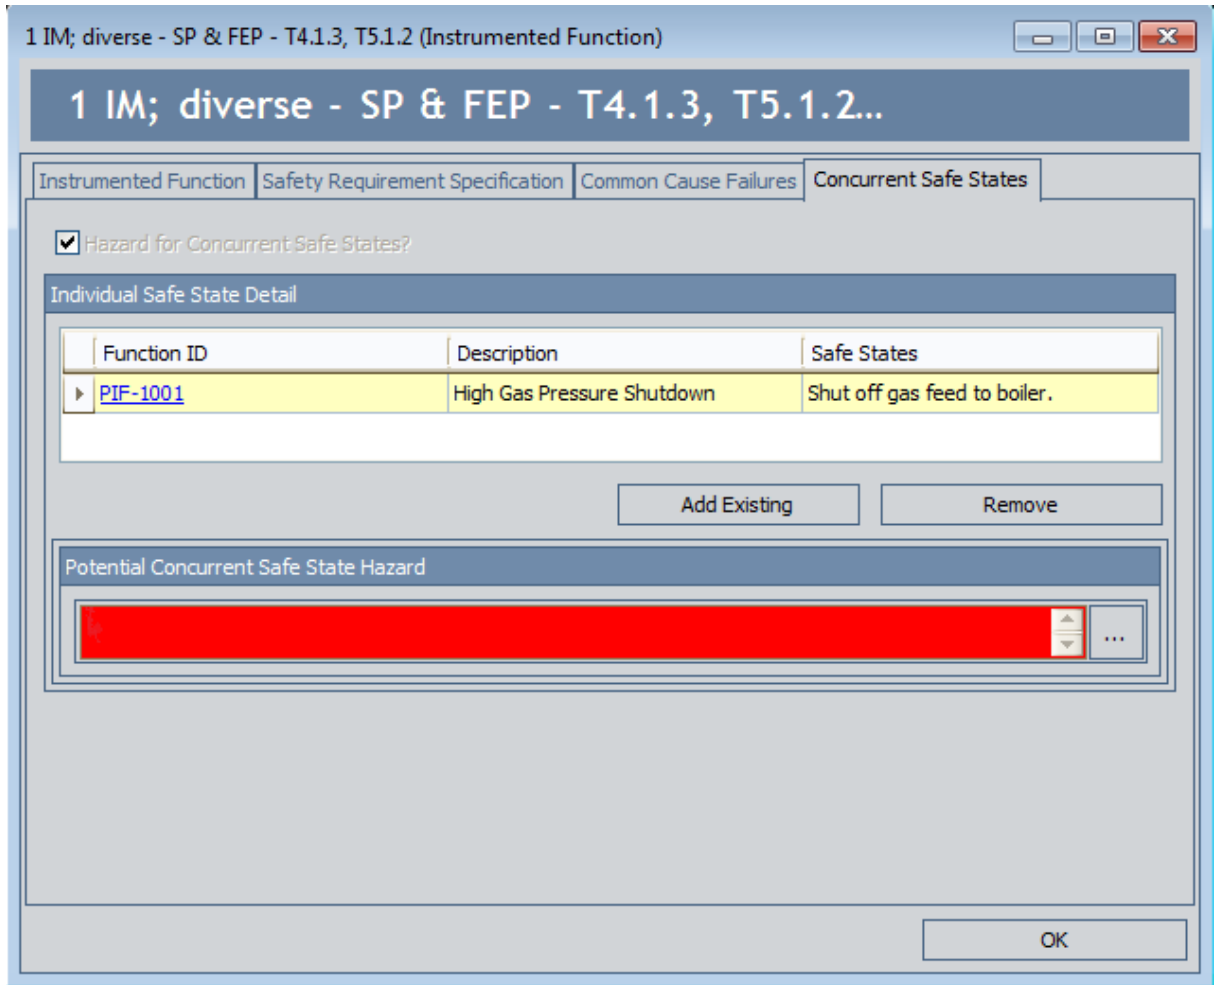 1 IM; diverse - SP & FEP - T4.1.3, T5.1.2 (Instrumented Function)
1 IM; diverse - SP & FEP - T4.1.3, T5.1.2...
Instrumented Function Safety Requirement Specification Common Cause Failures Concurrent Safe States
Hazard for Concurrent Safe States?
Individual Safe State Detail
Function ID Description Safe States
PIF-1001 High Gas Pressure Shutdown Shut off gas feed to boiler.
Add Existing Remove
Potential Concurrent Safe State Hazard
...
OK